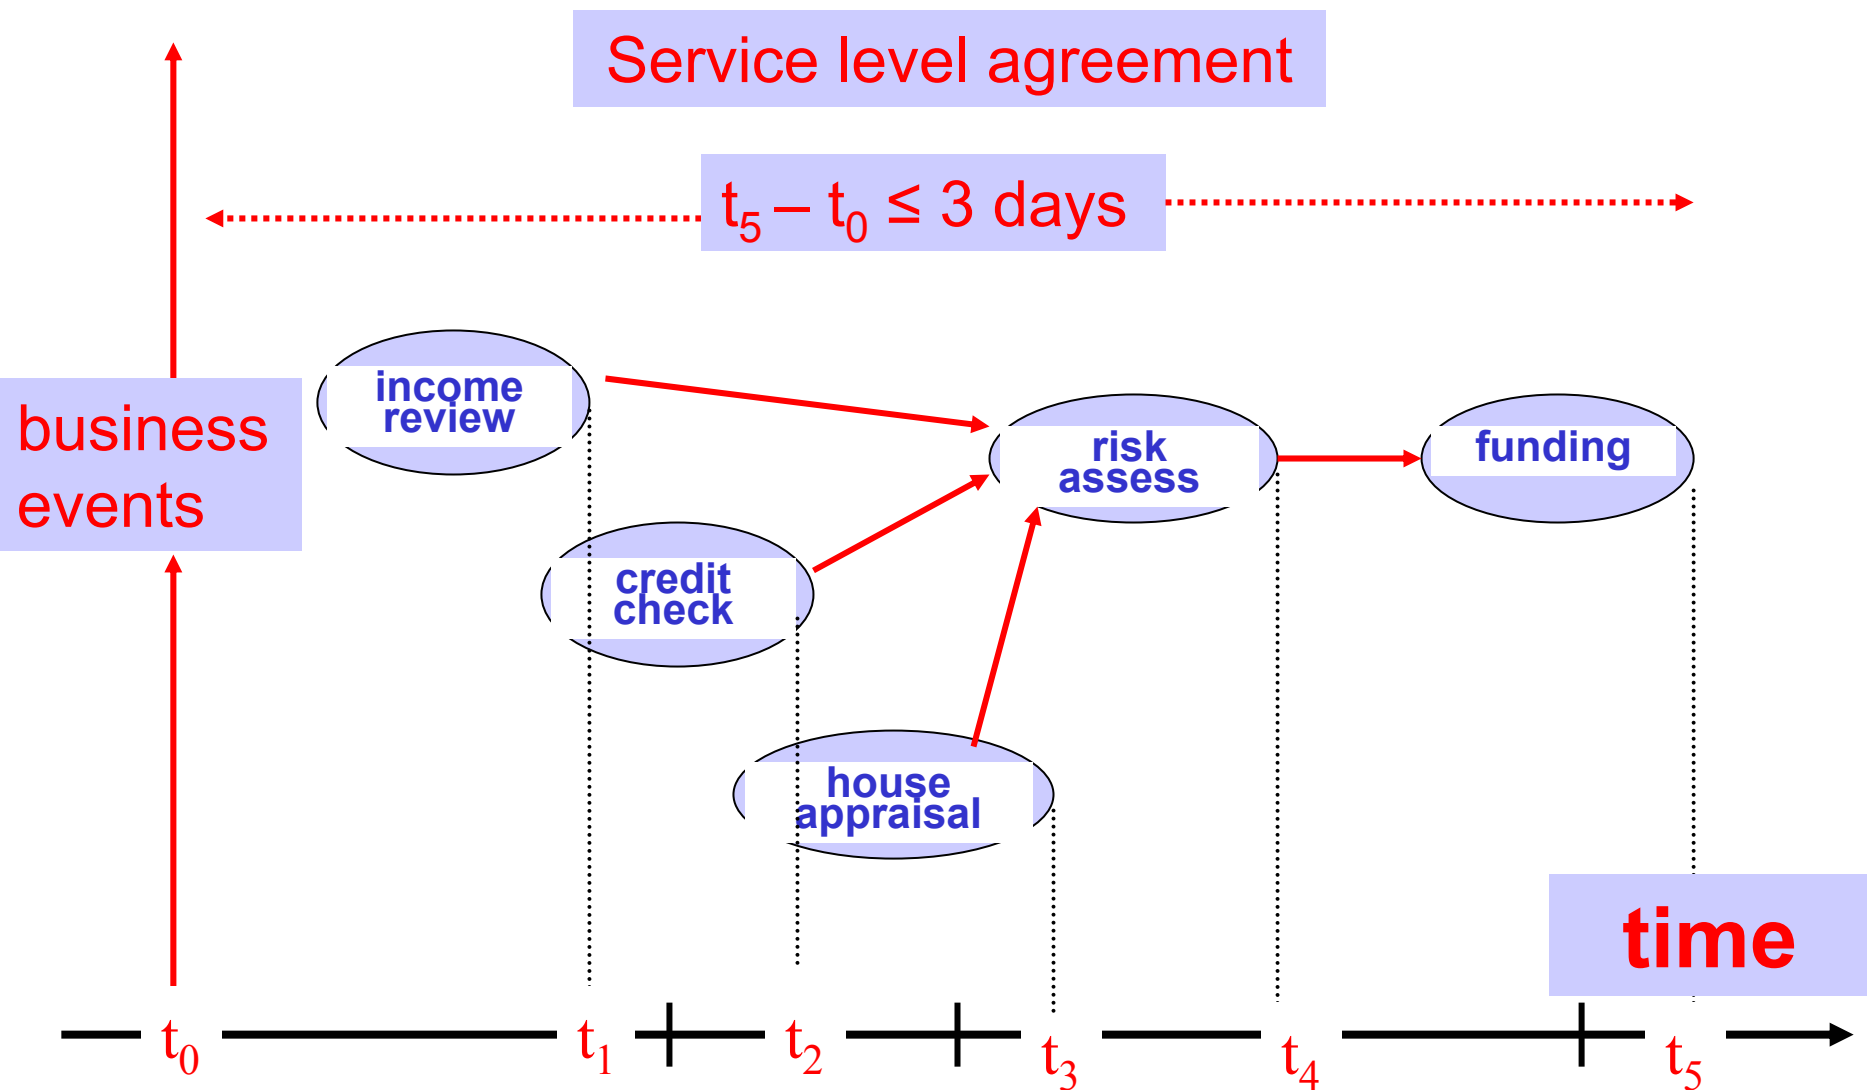 Service level agreement
t₅ – t₀ ≤ 3 days
business
events
income
review
risk
assess
funding
credit
check
house
appraisal
time
t₀
t₁
t₂
t₃
t₄
t₅